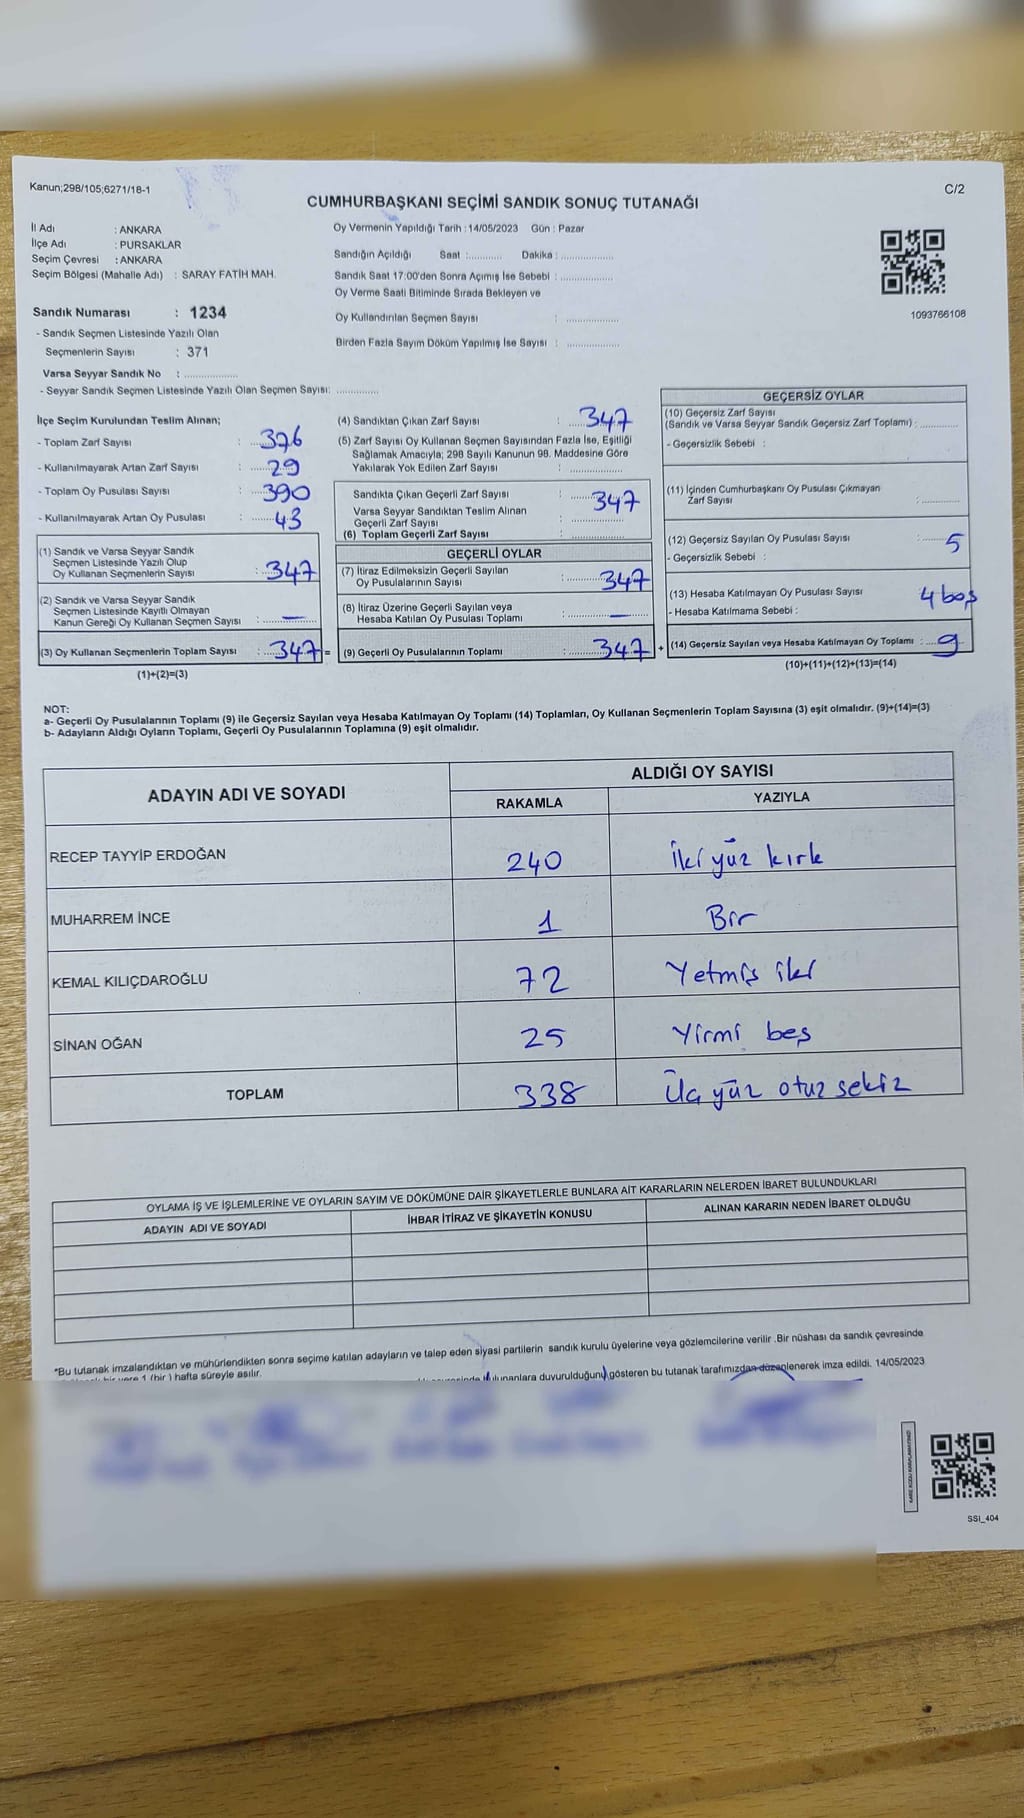 Kanun;298/105;6271/18-1
C/2
CUMHURBAŞKANI SEÇİMİ SANDIK SONUÇ TUTANAĞI
İl Adı : ANKARA
İlçe Adı : PURSAKLAR
Seçim Çevresi : ANKARA
Seçim Bölgesi (Mahalle Adı) : SARAY FATİH MAH.
Oy Vermenin Yapıldığı Tarih : 14/05/2023 Gün : Pazar
Sandığın Açıldığı Saat :.......... Dakika :...............
Sandık Saat 17:00'den Sonra Açımış İse Sebebi :...............
Oy Verme Saati Bitiminde Sırada Bekleyen ve
Oy Kullandırılan Seçmen Sayısı : ...............
Birden Fazla Sayım Döküm Yapılmış İse Sayısı : ...............
1093766108
Sandık Numarası : 1234
- Sandık Seçmen Listesinde Yazılı Olan
Seçmenlerin Sayısı : 371
Varsa Seyyar Sandık No : ...............
- Seyyar Sandık Seçmen Listesinde Yazılı Olan Seçmen Sayısı: ............
İlçe Seçim Kurulundan Teslim Alınan;
- Toplam Zarf Sayısı : 376
- Kullanılmayarak Artan Zarf Sayısı : 29
- Toplam Oy Pusulası Sayısı : 390
- Kullanılmayarak Artan Oy Pusulası : 43
(1) Sandık ve Varsa Seyyar Sandık
Seçmen Listesinde Yazılı Olup
Oy Kullanan Seçmenlerin Sayısı : 347
(2) Sandık ve Varsa Seyyar Sandık
Seçmen Listesinde Kayıtlı Olmayan
Kanun Gereği Oy Kullanan Seçmen Sayısı : —
(3) Oy Kullanan Seçmenlerin Toplam Sayısı : 347 =
(1)+(2)=(3)
(4) Sandıktan Çıkan Zarf Sayısı : 347
(5) Zarf Sayısı Oy Kullanan Seçmen Sayısından Fazla İse, Eşitliği
Sağlamak Amacıyla; 298 Sayılı Kanunun 98. Maddesine Göre
Yakılarak Yok Edilen Zarf Sayısı : ...............
Sandıkta Çıkan Geçerli Zarf Sayısı : 347
Varsa Seyyar Sandıktan Teslim Alınan
Geçerli Zarf Sayısı : ...............
(6) Toplam Geçerli Zarf Sayısı : ...............
GEÇERLİ OYLAR
(7) İtiraz Edilmeksizin Geçerli Sayılan
Oy Pusulalarının Sayısı : 347
(8) İtiraz Üzerine Geçerli Sayılan veya
Hesaba Katılan Oy Pusulası Toplamı : —
(9) Geçerli Oy Pusulalarının Toplamı : 347 +
GEÇERSİZ OYLAR
(10) Geçersiz Zarf Sayısı
(Sandık ve Varsa Seyyar Sandık Geçersiz Zarf Toplamı) : ............
- Geçersizlik Sebebi :
(11) İçinden Cumhurbaşkanı Oy Pusulası Çıkmayan
Zarf Sayısı : ............
(12) Geçersiz Sayılan Oy Pusulası Sayısı : 5
- Geçersizlik Sebebi :
(13) Hesaba Katılmayan Oy Pusulası Sayısı 4 boş
- Hesaba Katılmama Sebebi :
(14) Geçersiz Sayılan veya Hesaba Katılmayan Oy Toplamı : 9
(10)+(11)+(12)+(13)=(14)
NOT:
a- Geçerli Oy Pusulalarının Toplamı (9) ile Geçersiz Sayılan veya Hesaba Katılmayan Oy Toplamı (14) Toplamları, Oy Kullanan Seçmenlerin Toplam Sayısına (3) eşit olmalıdır. (9)+(14)=(3)
b- Adayların Aldığı Oyların Toplamı, Geçerli Oy Pusulalarının Toplamına (9) eşit olmalıdır.
ADAYIN ADI VE SOYADI
ALDIĞI OY SAYISI
RAKAMLA YAZIYLA
RECEP TAYYİP ERDOĞAN 240 İki yüz kırk
MUHARREM İNCE 1 Bir
KEMAL KILIÇDAROĞLU 72 Yetmiş iki
SİNAN OĞAN 25 Yirmi beş
TOPLAM 338 Üç yüz otuz sekiz
OYLAMA İŞ VE İŞLEMLERİNE VE OYLARIN SAYIM VE DÖKÜMÜNE DAİR ŞİKAYETLERLE BUNLARA AİT KARARLARIN NELERDEN İBARET BULUNDUKLARI
ADAYIN ADI VE SOYADI İHBAR İTİRAZ VE ŞİKAYETİN KONUSU ALINAN KARARIN NEDEN İBARET OLDUĞU
*Bu tutanak imzalandıktan ve mühürlendikten sonra seçime katılan adayların ve talep eden siyasi partilerin sandık kurulu üyelerine veya gözlemcilerine verilir .Bir nüshası da sandık çevresinde
bir yere 1 (bir ) hafta süreyle asılır.
duyurulduğunu gösteren bu tutanak tarafımızdan düzenlenerek imza edildi. 14/05/2023
SSI_404